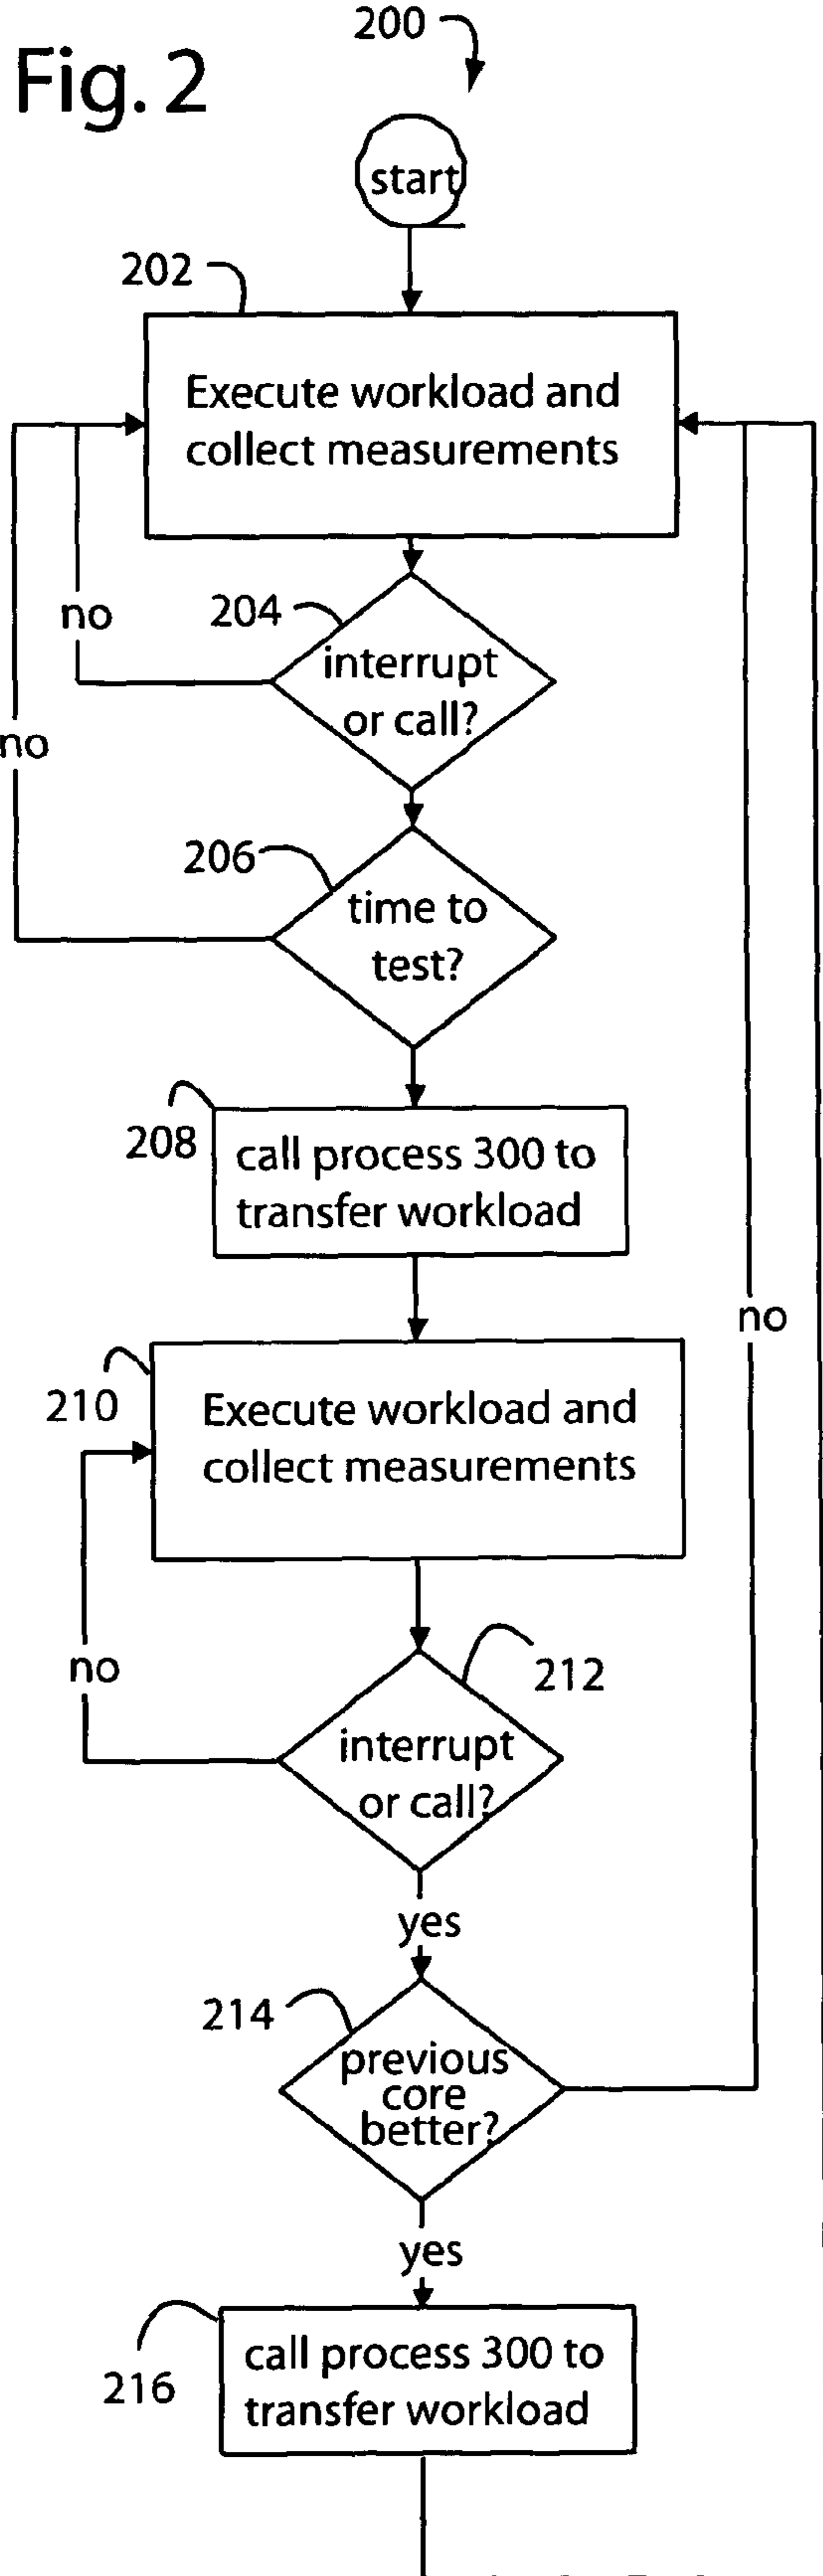 200
Fig. 2
start
202
Execute workload and
collect measurements
no
204
interrupt
or call?
no
206
time to
test?
208
call process 300 to
transfer workload
no
210
Execute workload and
collect measurements
no
212
interrupt
or call?
yes
214
previous
core
better?
yes
216
call process 300 to
transfer workload